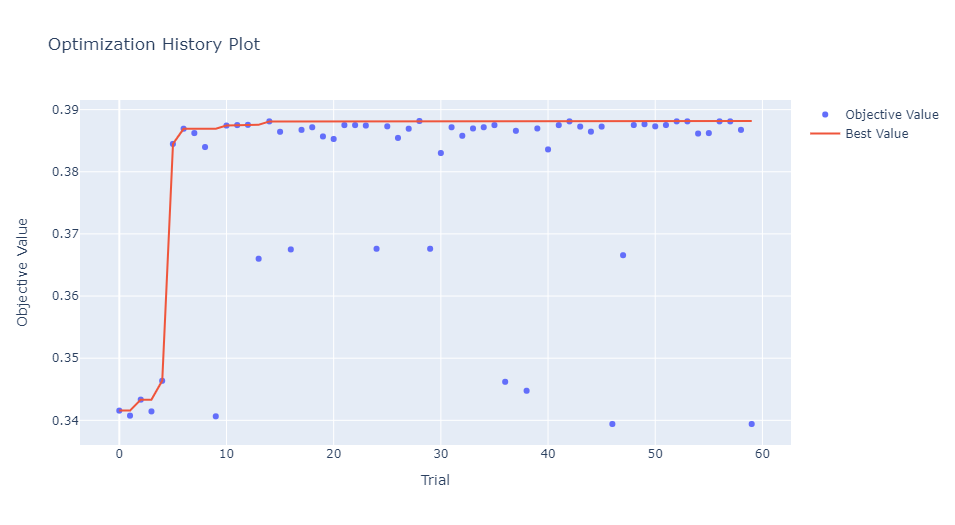 Optimization History Plot
Objective Value
Best Value
0.39
0.38
0.37
0.36
0.35
0.34
Objective Value
0
10
20
30
40
50
60
Trial